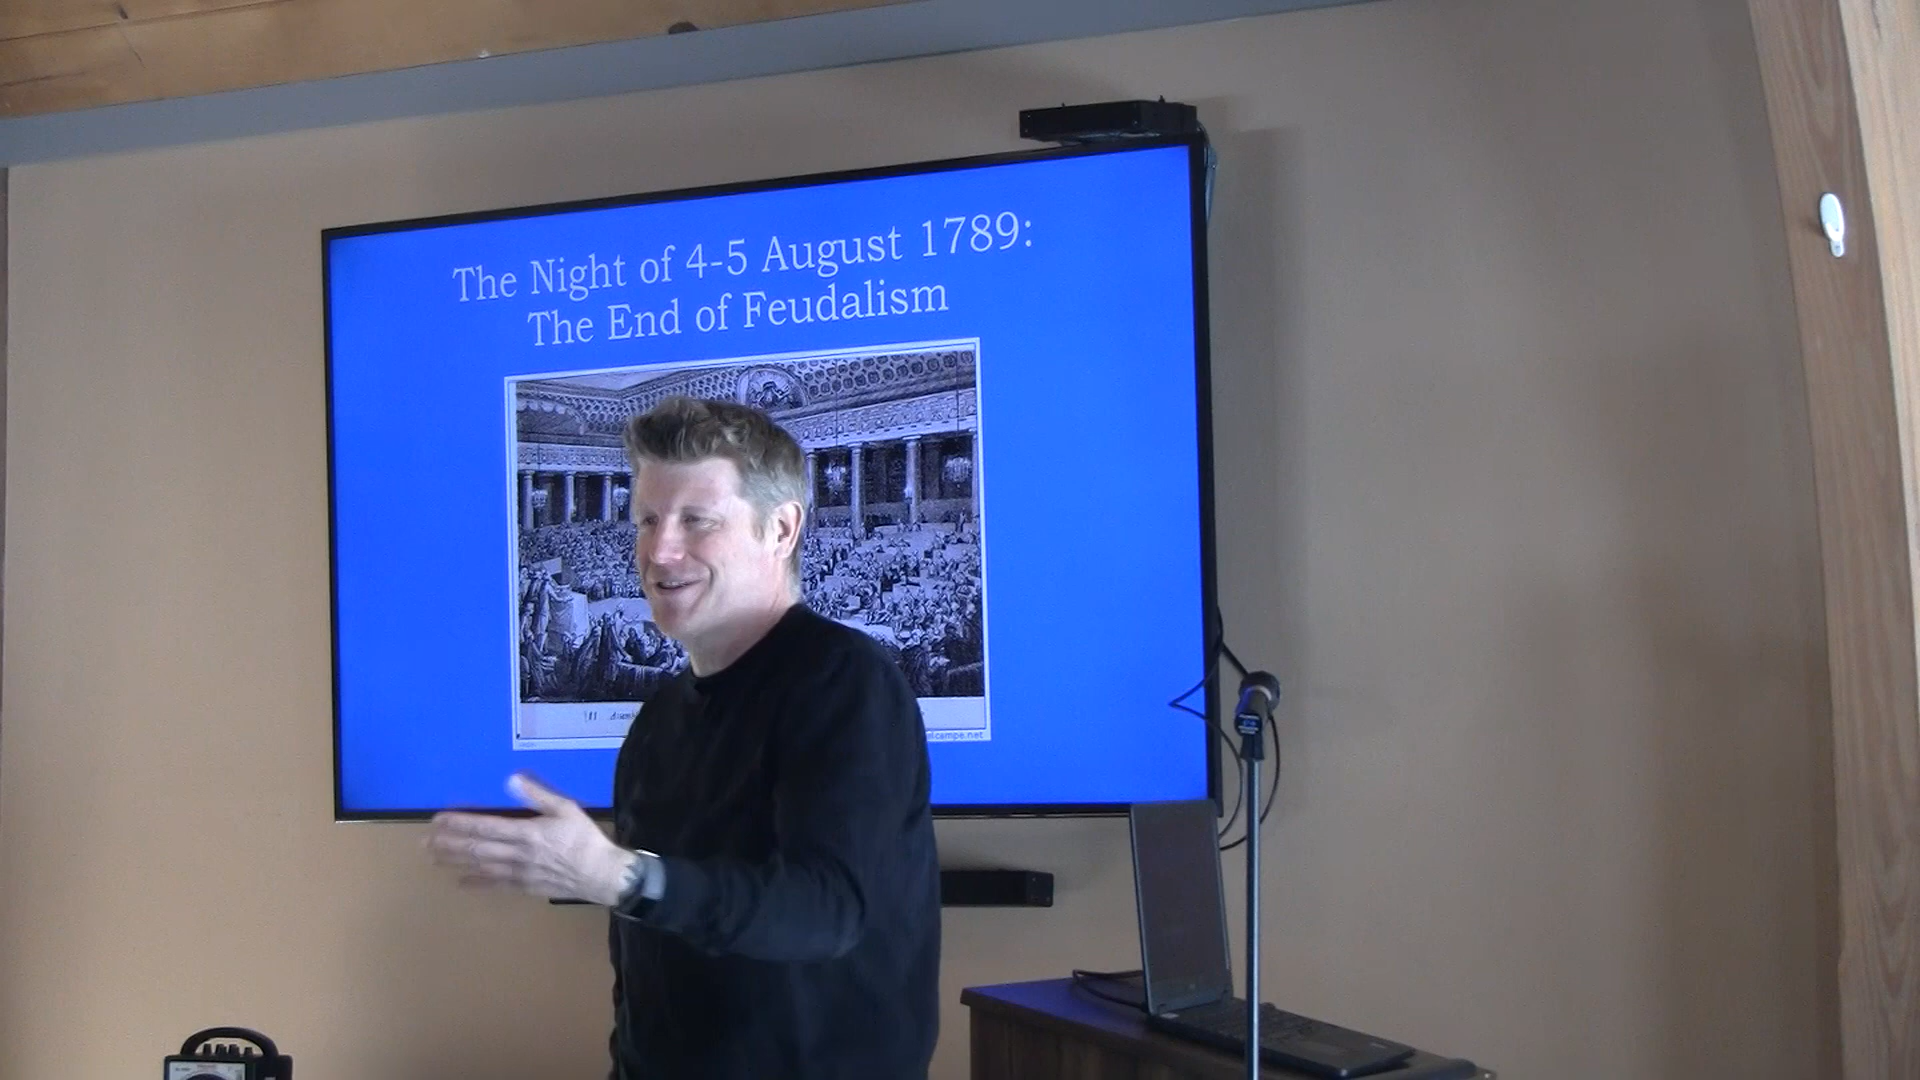 The Night of 4-5 August 1789:
The End of Feudalism